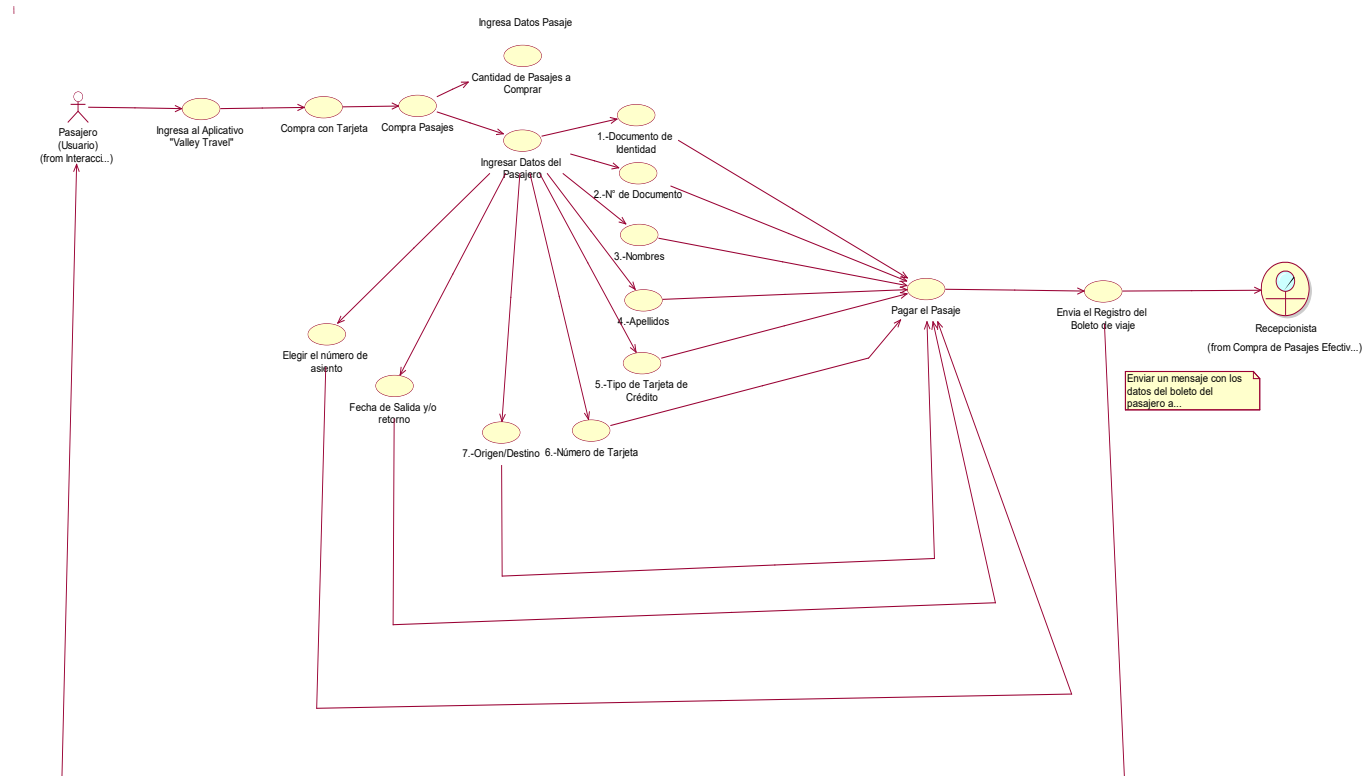 Ingresa Datos Pasaje
Cantidad de Pasajes a
Comprar
Pasajero
(Usuario)
(from Interacci...)
Ingresa al Aplicativo
"Valley Travel"
Compra con Tarjeta
Compra Pasajes
Ingresar Datos del
Pasajero
1.-Documento de
Identidad
2.-N° de Documento
3.-Nombres
4.-Apellidos
5.-Tipo de Tarjeta de
Crédito
6.-Número de Tarjeta
7.-Origen/Destino
Fecha de Salida y/o
retorno
Elegir el número de
asiento
Pagar el Pasaje
Envia el Registro del
Boleto de viaje
Recepcionista
(from Compra de Pasajes Efectiv...)
Enviar un mensaje con los
datos del boleto del
pasajero a...